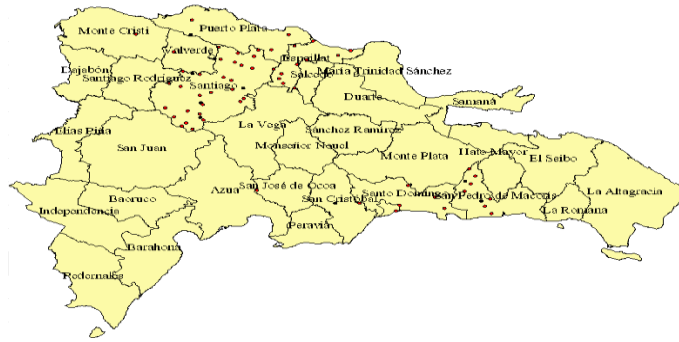 Monte Cristi
Puerto Plata
Valverde
Espaillat
Dajabón
Santiago Rodríguez
Santiago
Salcedo
María Trinidad Sánchez
Duarte
Samaná
Elías Piña
San Juan
La Vega
Sánchez Ramírez
Monseñor Nouel
Monte Plata
Hato Mayor
El Seibo
Azua
San José de Ocoa
Santo Domingo
San Pedro de Macorís
La Altagracia
Baoruco
San Cristóbal
Independencia
La Romana
Peravia
Barahona
Pedernales